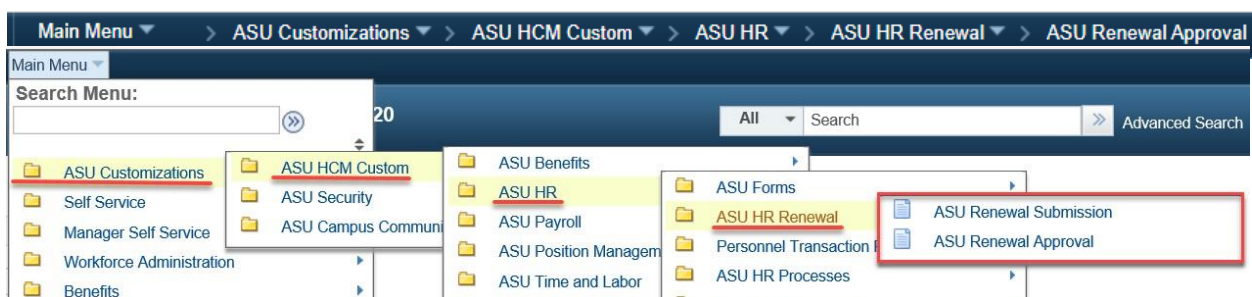 Main Menu > ASU Customizations > ASU HCM Custom > ASU HR > ASU HR Renewal > ASU Renewal Approval
Main Menu
Search Menu:
20
All Search Advanced Search
ASU Customizations
Self Service
Manager Self Service
Workforce Administration
Benefits
ASU HCM Custom
ASU Security
ASU Campus Communi
ASU Benefits
ASU HR
ASU Payroll
ASU Position Managem
ASU Time and Labor
ASU Forms
ASU HR Renewal
Personnel Transaction
ASU HR Processes
ASU Renewal Submission
ASU Renewal Approval